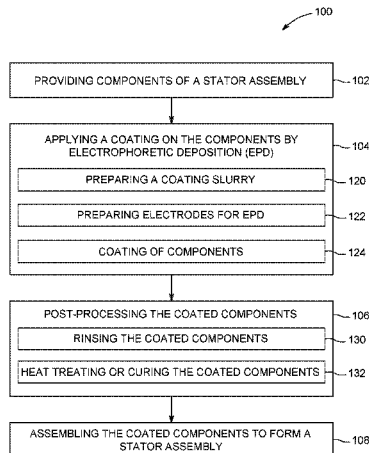 100
PROVIDING COMPONENTS OF A STATOR ASSEMBLY
102
APPLYING A COATING ON THE COMPONENTS BY
ELECTROPHORETIC DEPOSITION (EPD)
104
PREPARING A COATING SLURRY
120
PREPARING ELECTRODES FOR EPD
122
COATING OF COMPONENTS
124
POST-PROCESSING THE COATED COMPONENTS
106
RINSING THE COATED COMPONENTS
130
HEAT TREATING OR CURING THE COATED COMPONENTS
132
ASSEMBLING THE COATED COMPONENTS TO FORM A
STATOR ASSEMBLY
108